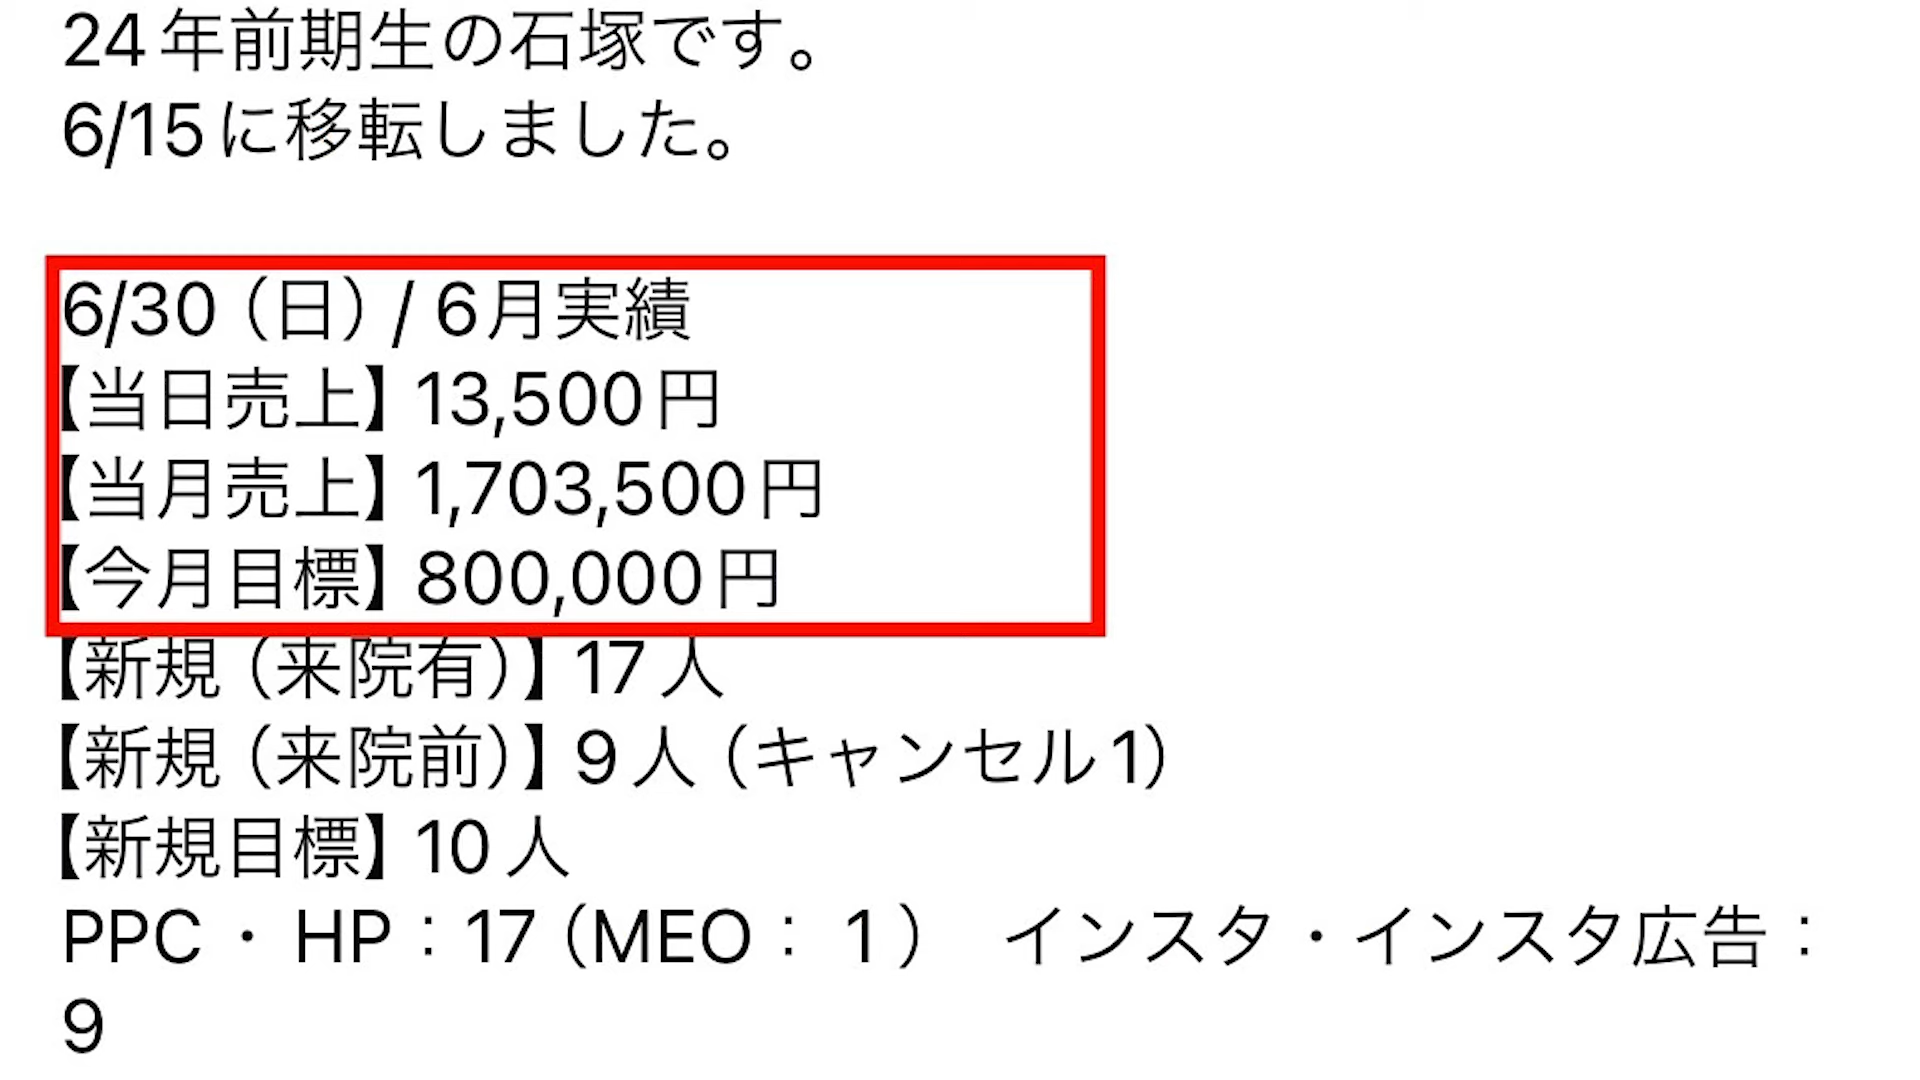 24年前期生の石塚です。
6/15に移転しました。
6/30（日）/ 6月実績
【当日売上】13,500円
【当月売上】1,703,500円
【今月目標】800,000円
【新規（来院有）】17人
【新規（来院前）】9人（キャンセル1）
【新規目標】10人
PPC・HP：17（MEO： 1 ） インスタ・インスタ広告：
9